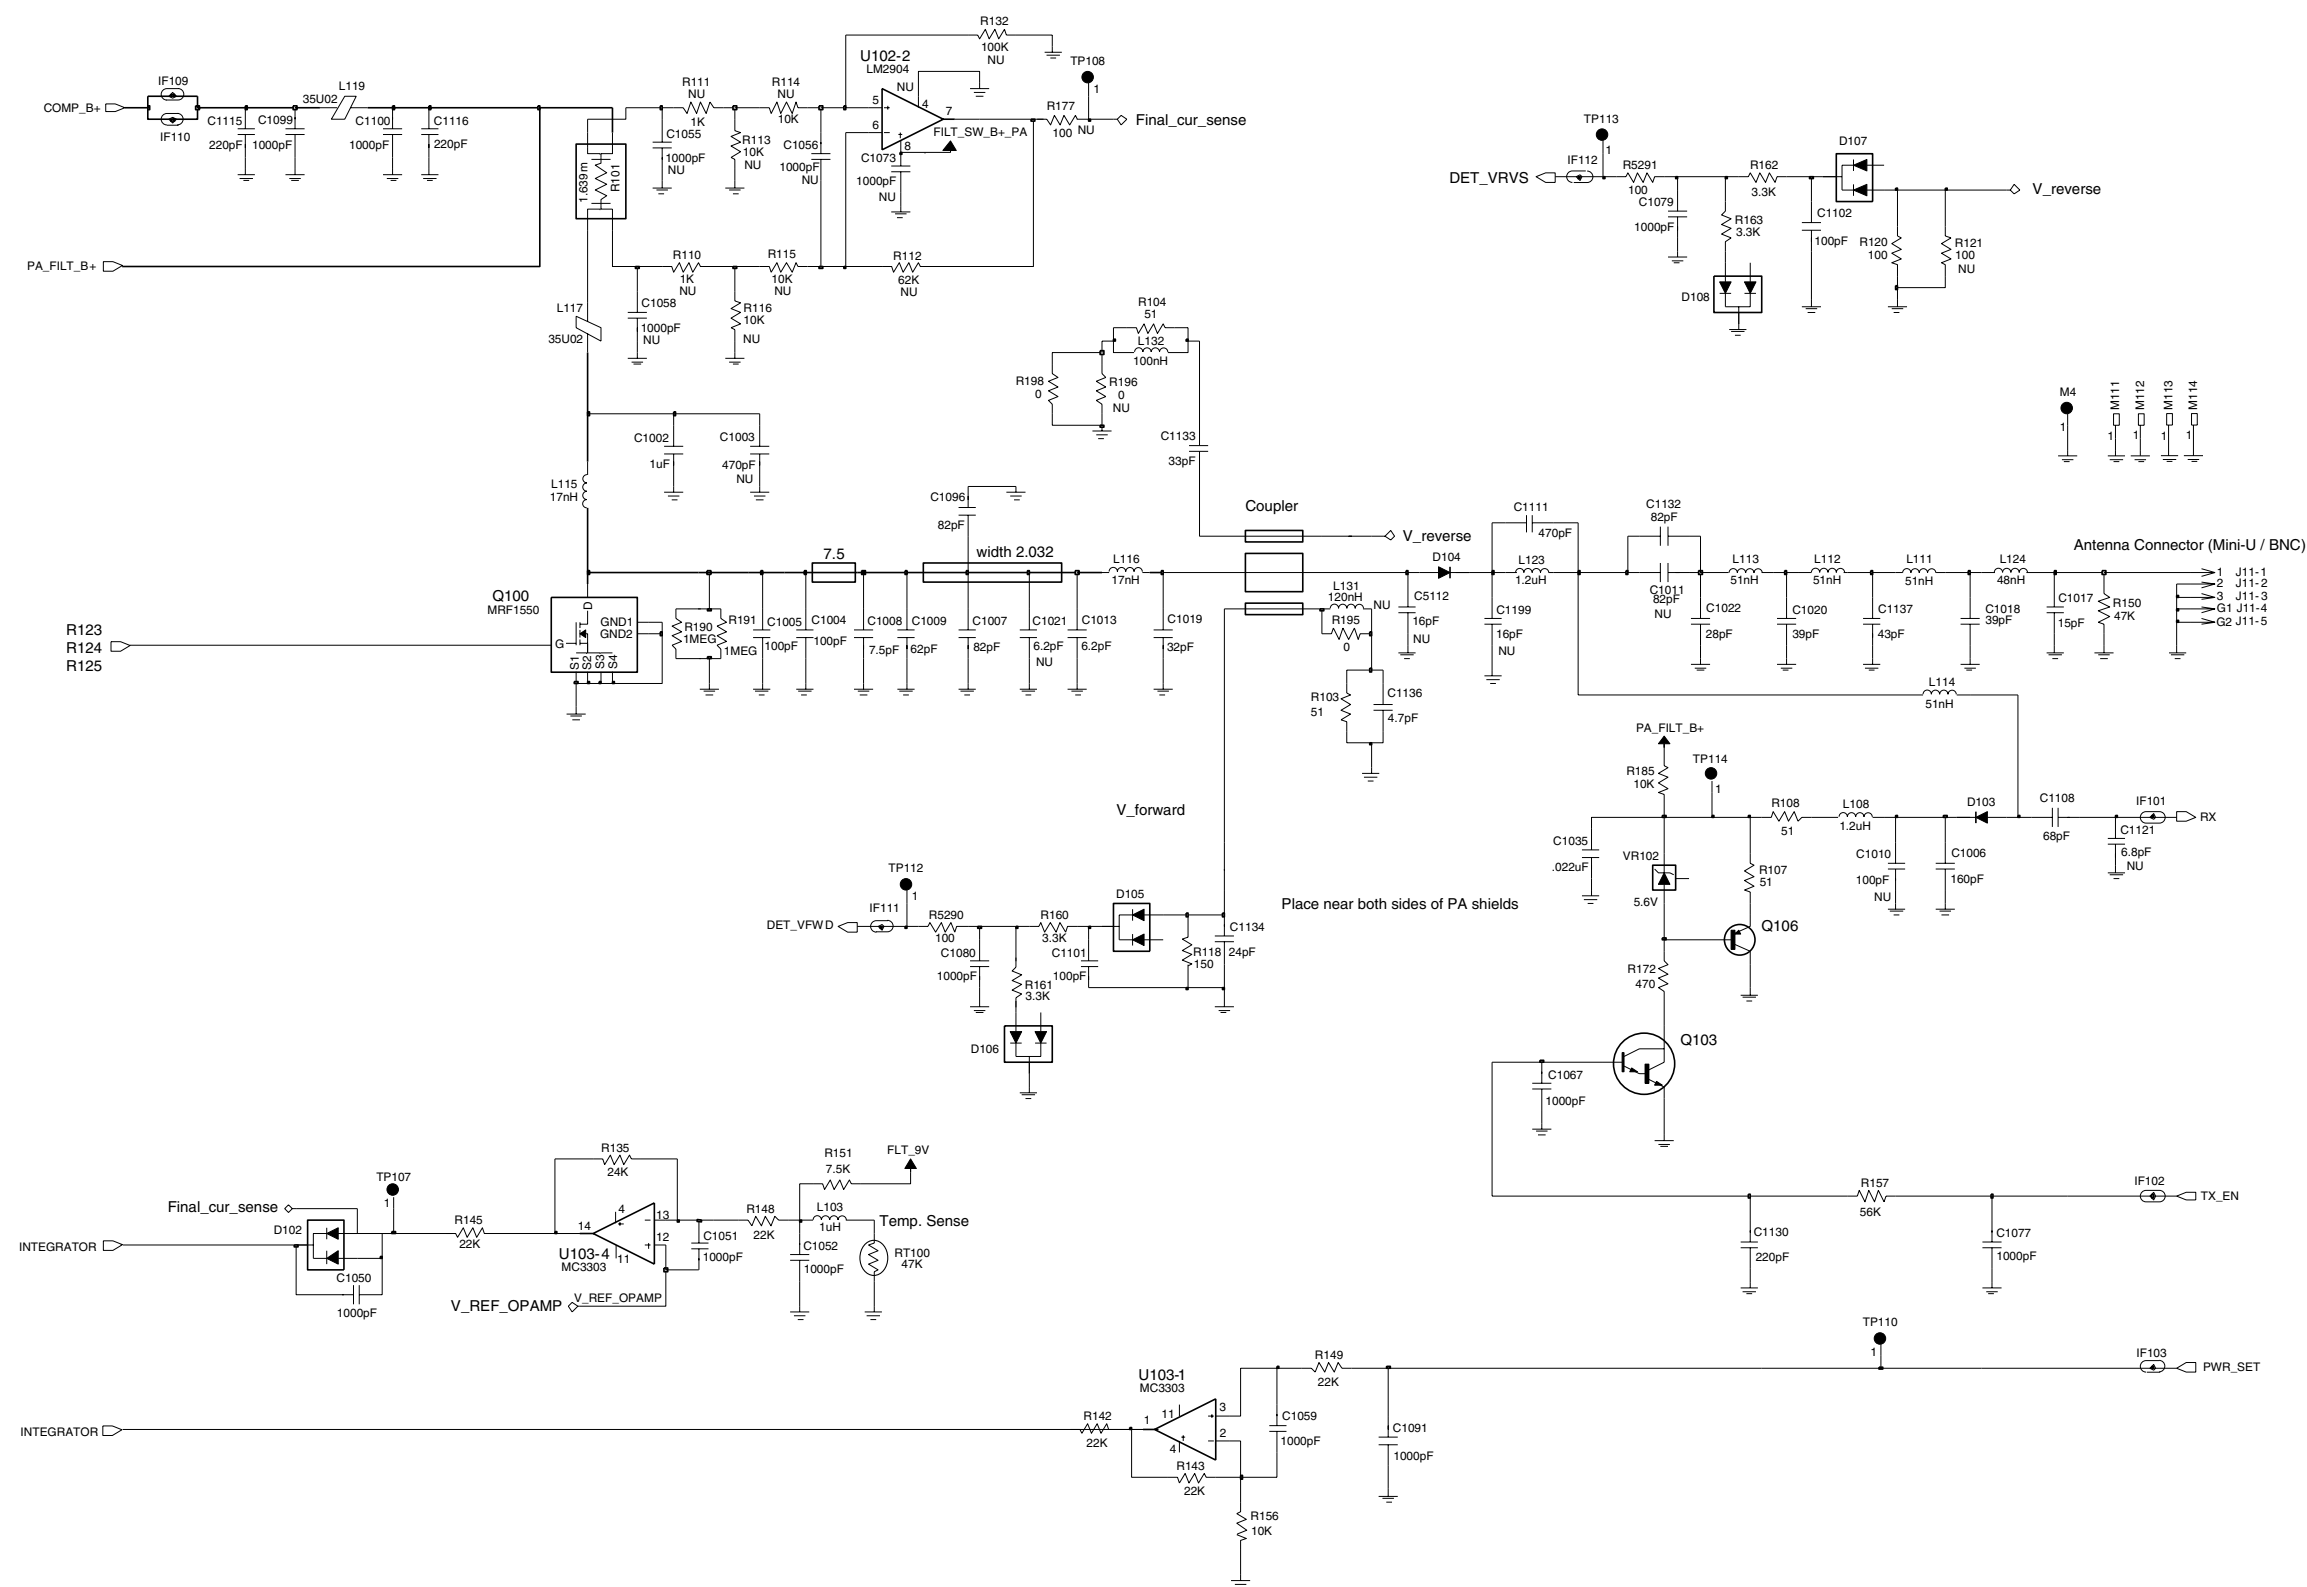 COMP_B+
IF109
IF110
C1115
220pF
C1099
1000pF
35U02
L119
C1100
1000pF
C1116
220pF
PA_FILT_B+
1.639m
R101
C1055
1000pF
NU
R111
NU
1K
R113
10K
NU
R114
NU
10K
C1056
1000pF
NU
R132
100K
NU
U102-2
LM2904
NU
5
6
4
7
8
FILT_SW_B+_PA
C1073
1000pF
NU
R177
100
NU
TP108
1
Final_cur_sense
R110
1K
NU
R115
10K
NU
R112
62K
NU
C1058
1000pF
NU
R116
10K
NU
L117
35U02
C1002
1uF
C1003
470pF
NU
L115
17nH
TP113
1
DET_VRVS
IF112
R5291
100
C1079
1000pF
R162
3.3K
R163
3.3K
D108
D107
C1102
100pF
R120
100
R121
100
NU
V_reverse
R104
51
L132
100nH
R198
0
R196
0
NU
C1133
33pF
M4
1
M111
1
M112
1
M113
1
M114
1
Q100
MRF1550
D
G
GND1
GND2
S1
S2
S3
S4
R123
R124
R125
R190
1MEG
R191
1MEG
C1005
100pF
C1004
100pF
7.5
C1008
7.5pF
C1009
62pF
C1096
82pF
width 2.032
C1007
82pF
C1021
6.2pF
NU
C1013
6.2pF
L116
17nH
C1019
32pF
Coupler
V_reverse
L131
120nH
NU
R195
0
R103
51
C1136
4.7pF
C5112
16pF
NU
D104
C1111
470pF
L123
1.2uH
C1199
16pF
NU
C1132
82pF
C1011
82pF
NU
L113
51nH
C1022
28pF
L112
51nH
C1020
39pF
L111
51nH
C1137
43pF
L124
48nH
C1018
39pF
C1017
15pF
R150
47K
Antenna Connector (Mini-U / BNC)
1 J11-1
2 J11-2
3 J11-3
G1 J11-4
G2 J11-5
L114
51nH
V_forward
PA_FILT_B+
R185
10K
TP114
1
C1035
.022uF
VR102
5.6V
R107
51
R108
51
L108
1.2uH
C1010
100pF
NU
C1006
160pF
D103
C1108
68pF
IF101
RX
C1121
6.8pF
NU
Q106
R172
470
Q103
C1067
1000pF
DET_VFWD
IF111
TP112
1
R5290
100
C1080
1000pF
R160
3.3K
R161
3.3K
D106
C1101
100pF
D105
R118
150
C1134
24pF
Place near both sides of PA shields
TX_EN
IF102
R157
56K
C1130
220pF
C1077
1000pF
Final_cur_sense
INTEGRATOR
D102
C1050
1000pF
TP107
1
R145
22K
R135
24K
14
4
13
12
11
U103-4
MC3303
C1051
1000pF
V_REF_OPAMP
V_REF_OPAMP
R148
22K
R151
7.5K
FLT_9V
L103
1uH
C1052
1000pF
Temp. Sense
RT100
47K
INTEGRATOR
R142
22K
U103-1
MC3303
1
11
4
3
2
R143
22K
C1059
1000pF
R156
10K
R149
22K
C1091
1000pF
TP110
1
IF103
PWR_SET